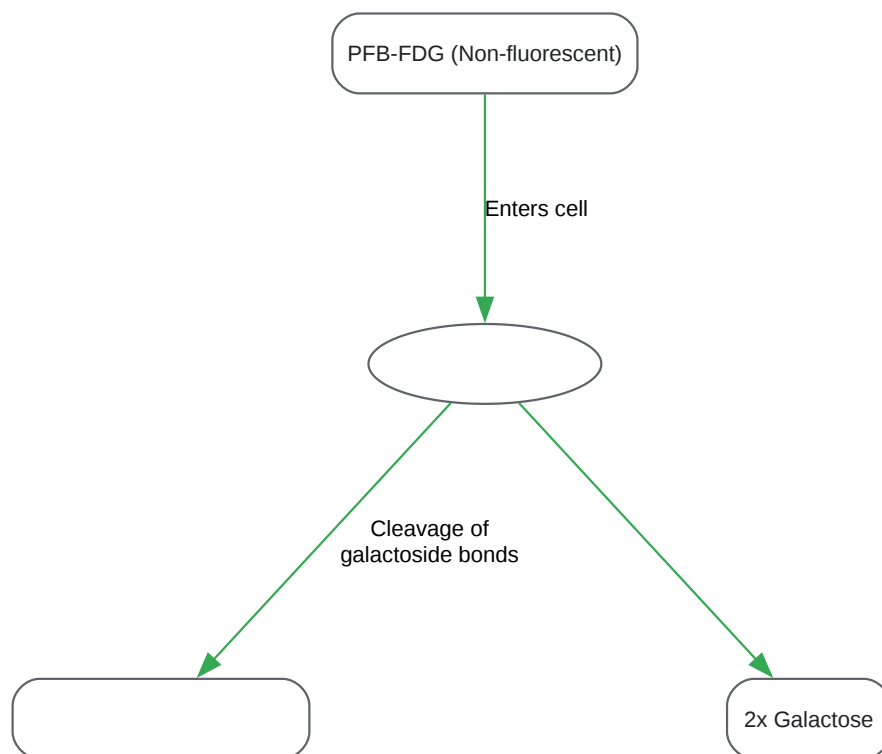 PFB-FDG (Non-fluorescent)
Enters cell
Cleavage of
galactoside bonds
2x Galactose